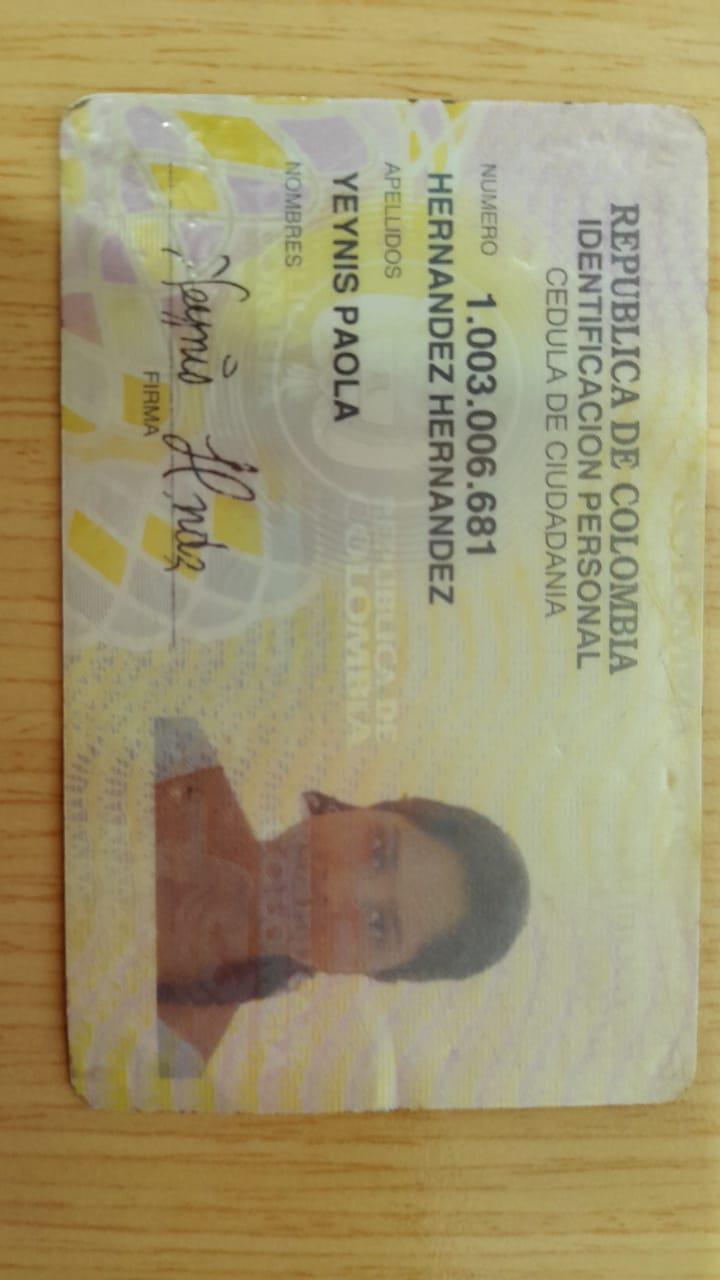 REPUBLICA DE COLOMBIA
IDENTIFICACION PERSONAL
CEDULA DE CIUDADANIA
NUMERO 1.003.006.681
HERNANDEZ HERNANDEZ
APELLIDOS
YEYNIS PAOLA
NOMBRES
Yeynis Hndz
FIRMA
REPUBLICA DE
COLOMBIA